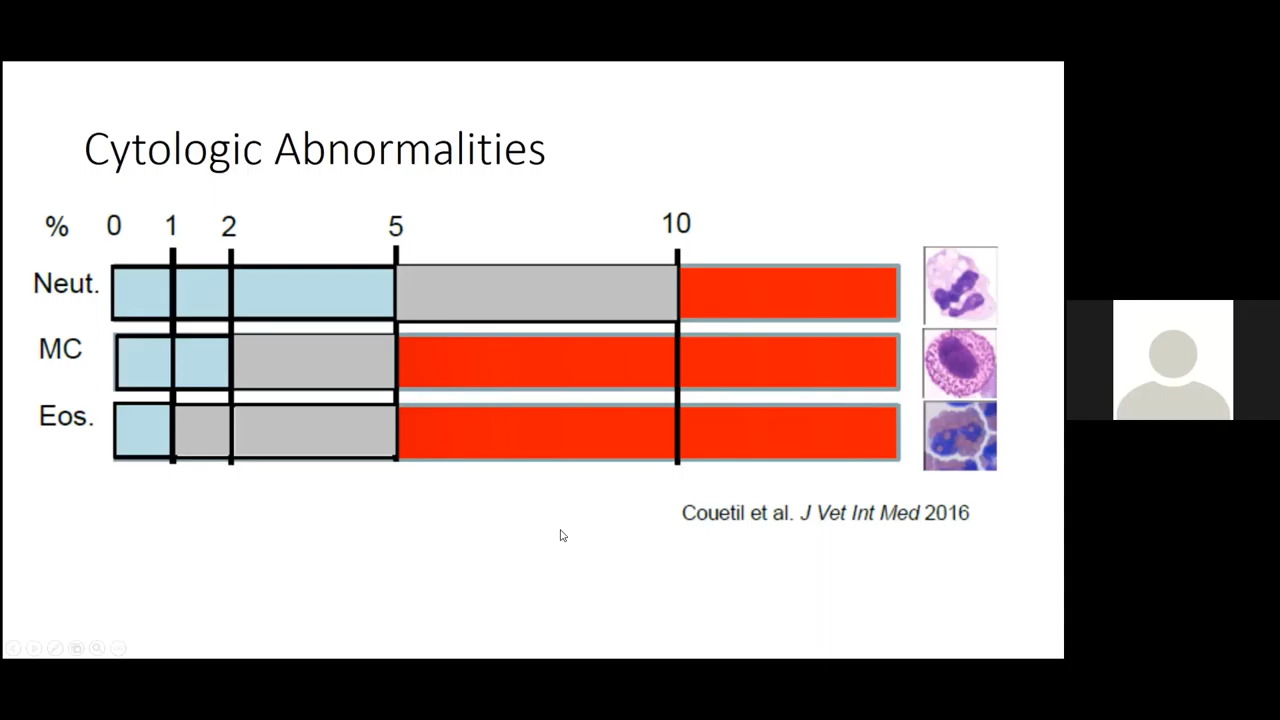 Cytologic Abnormalities
% 0 1 2 5 10
Neut.
MC
Eos.
Couetil et al. J Vet Int Med 2016